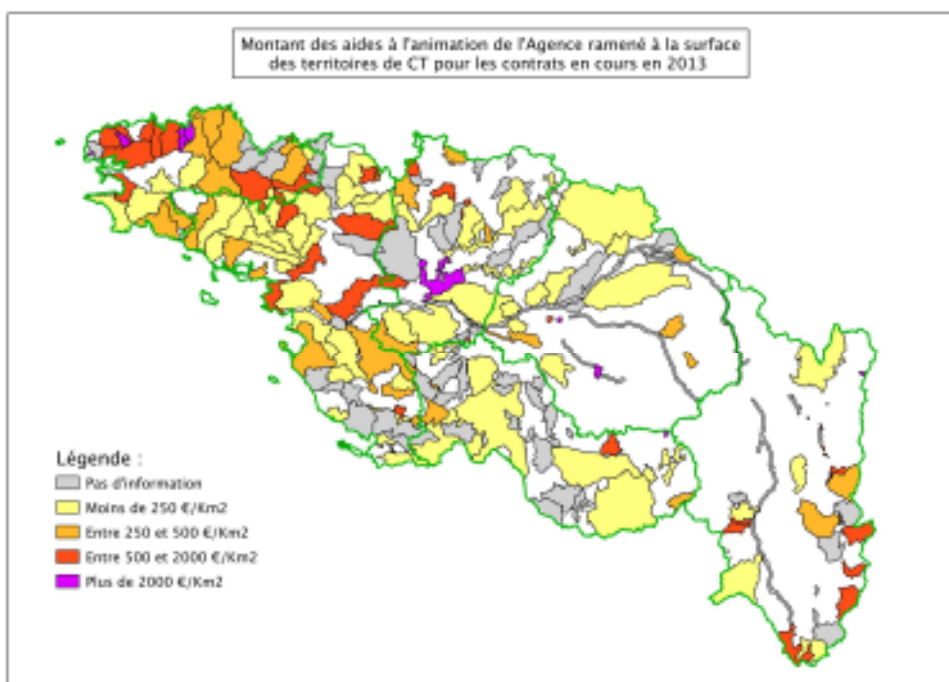 Montant des aides à l'animation de l'Agence ramené à la surface
des territoires de CT pour les contrats en cours en 2013
Légende :
Pas d'information
Moins de 250 €/Km2
Entre 250 et 500 €/Km2
Entre 500 et 2000 €/Km2
Plus de 2000 €/Km2